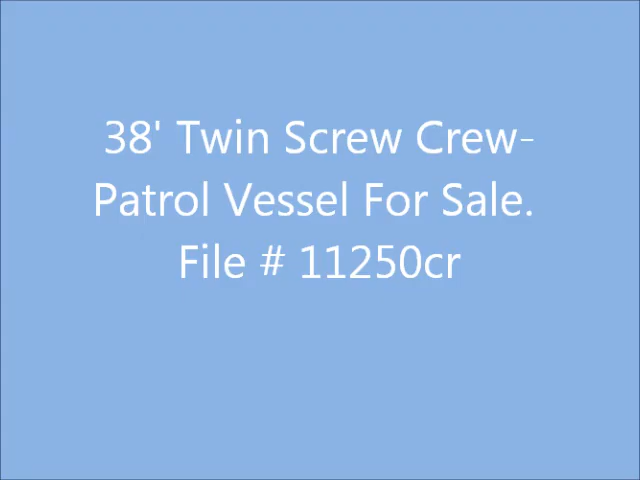 38' Twin Screw Crew-
Patrol Vessel For Sale.
File # 11250cr